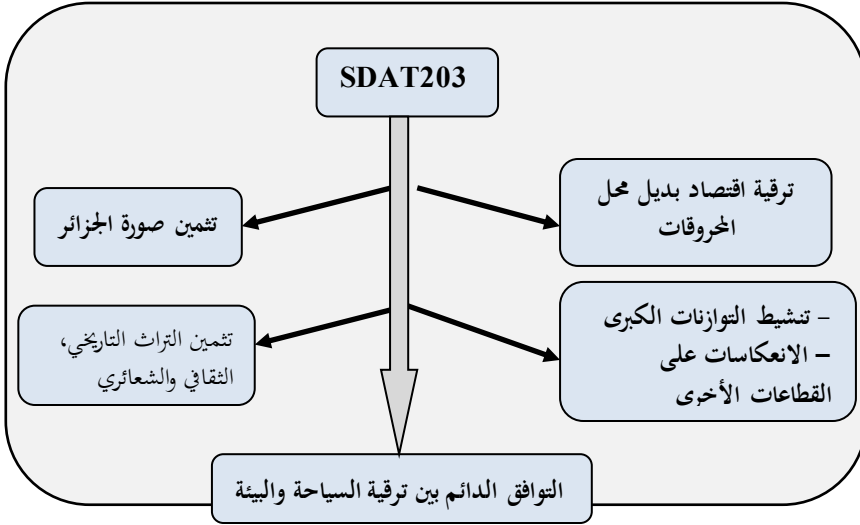 SDAT203
ترقية اقتصاد بديل محل
المحروقات
تثمين صورة الجزائر
– تنشيط التوازنات الكبرى
– الانعكاسات على
القطاعات الأخرى
تثمين التراث التاريخي،
الثقافي والشعائري
التوافق الدائم بين ترقية السياحة والبيئة